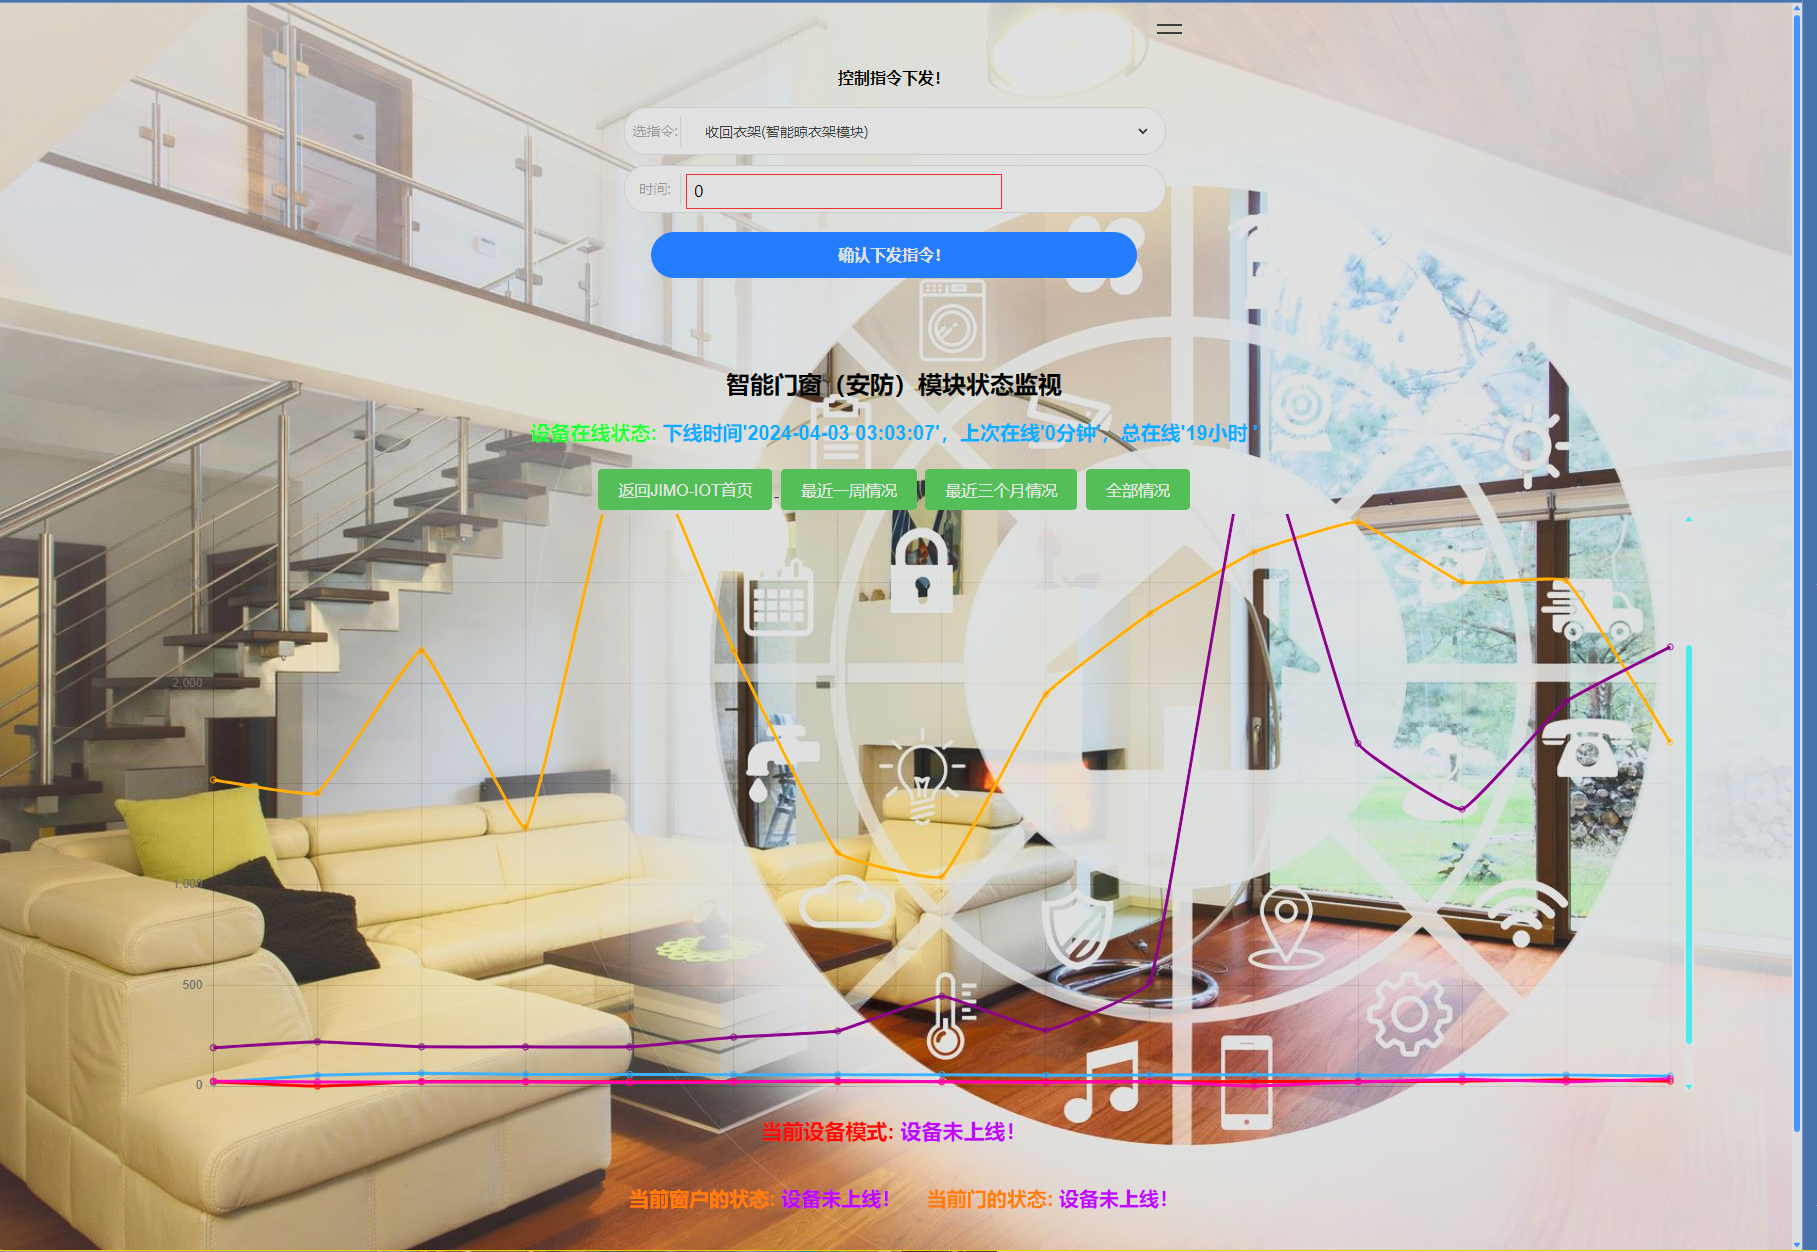 控制指令下发！
选指令:
收回衣架(智能晾衣架模块)
时间:
0
确认下发指令！
智能门窗（安防）模块状态监视
设备在线状态: 下线时间'2024-04-03 03:03:07'，上次在线'0分钟'，总在线'19小时 '
返回JIMO-IOT首页 - 最近一周情况 最近三个月情况 全部情况
2,000
1,000
500
0
当前设备模式: 设备未上线！
当前窗户的状态: 设备未上线！ 当前门的状态: 设备未上线！